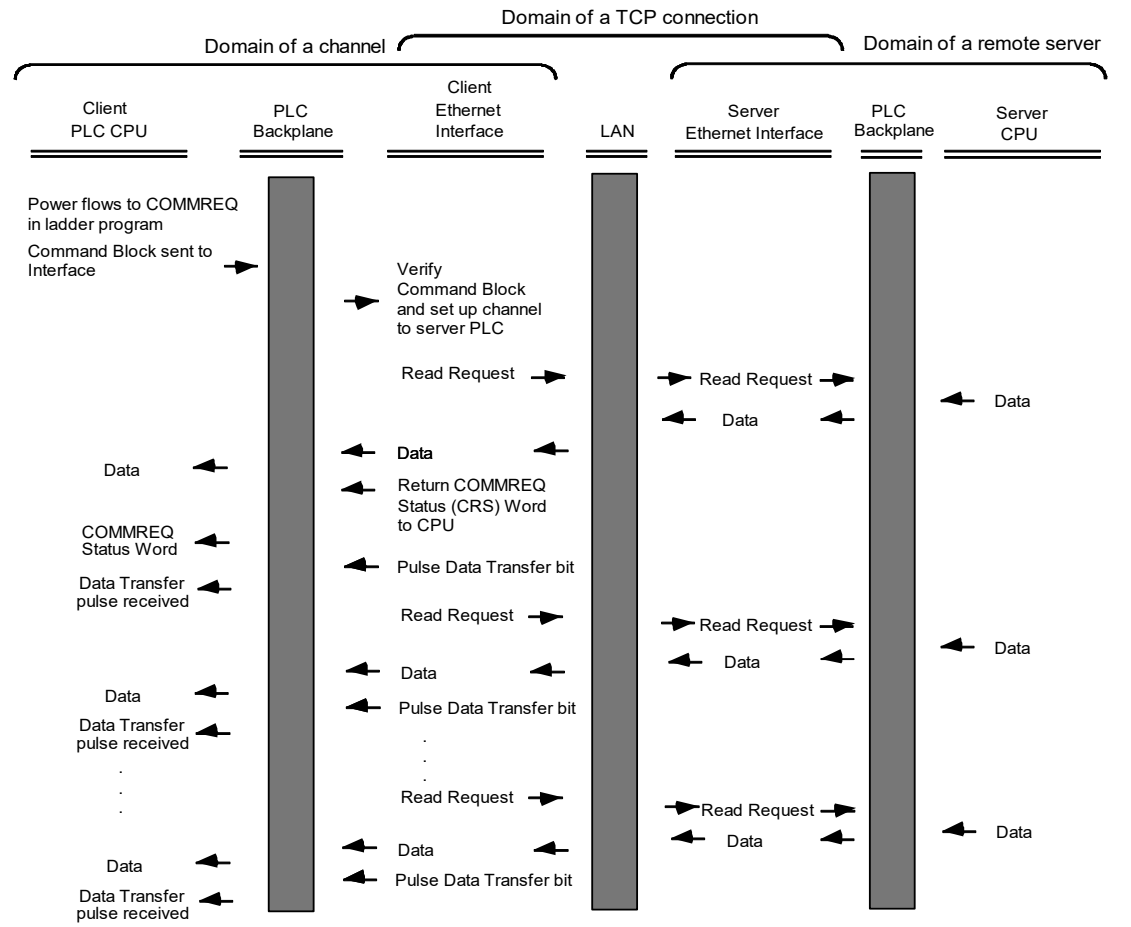 Domain of a TCP connection
Domain of a channel
Domain of a remote server
Client
PLC CPU
PLC
Backplane
Client
Ethernet
Interface
LAN
Server
Ethernet Interface
PLC
Backplane
Server
CPU
Power flows to COMMREQ
in ladder program
Command Block sent to
Interface
Verify
Command Block
and set up channel
to server PLC
Read Request
Read Request
Data
Data
Data
Data
Return COMMREQ
Status (CRS) Word
to CPU
COMMREQ
Status Word
Pulse Data Transfer bit
Data Transfer
pulse received
Read Request
Read Request
Data
Data
Data
Data
Pulse Data Transfer bit
Data Transfer
pulse received
.
.
.
.
.
.
Read Request
Read Request
Data
Data
Data
Data
Pulse Data Transfer bit
Data Transfer
pulse received